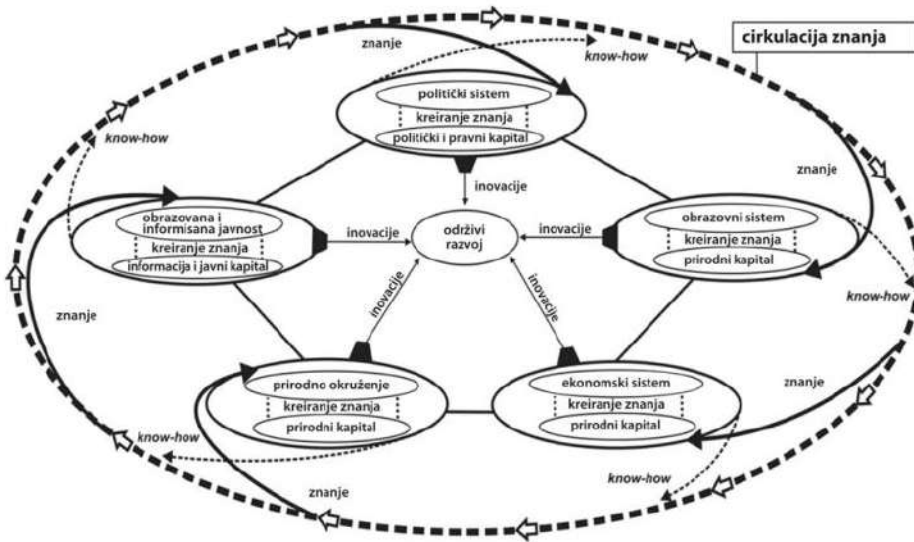 znanje
know-how
cirkulacija znanja
politički sistem
kreiranje znanja
politički i pravni kapital
know-how
znanje
inovacije
obrazovana i
informisana javnost
kreiranje znanja
informacija i javni kapital
inovacije
održivi
razvoj
inovacije
obrazovni sistem
kreiranje znanja
prirodni kapital
know-how
inovacije
inovacije
znanje
znanje
prirodno okruženje
kreiranje znanja
prirodni kapital
ekonomski sistem
kreiranje znanja
prirodni kapital
know-how
znanje
know-how